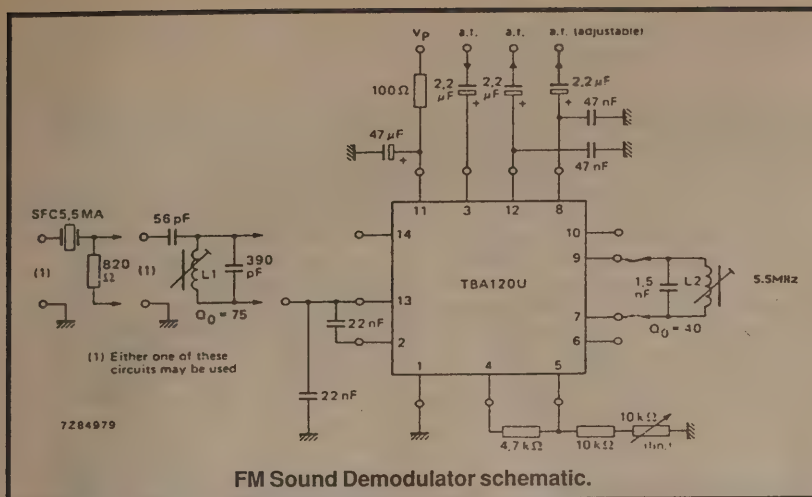 Vp
a.f.
a.f.
a.f. (adjustable)
100Ω
2,2 μF
2,2 μF
2,2 μF
47 nF
47 μF
+
+
+
+
47 nF
SFC5,5MA
56 pF
11
3
12
8
(1)
820 Ω
(1)
L1
390 pF
14
10
9
TBA120U
1,5 nF
L2
5.5MHz
13
7
Q0 = 75
22 nF
2
6
Q0 = 40
(1) Either one of these
circuits may be used
1
4
5
22 nF
10 kΩ
7Z84979
4,7 kΩ
10 kΩ
FM Sound Demodulator schematic.